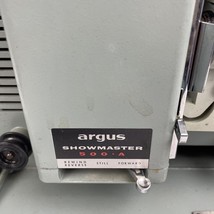 argus
SHOWMASTER
500-A
REWIND
REVERSE STILL FORWARD